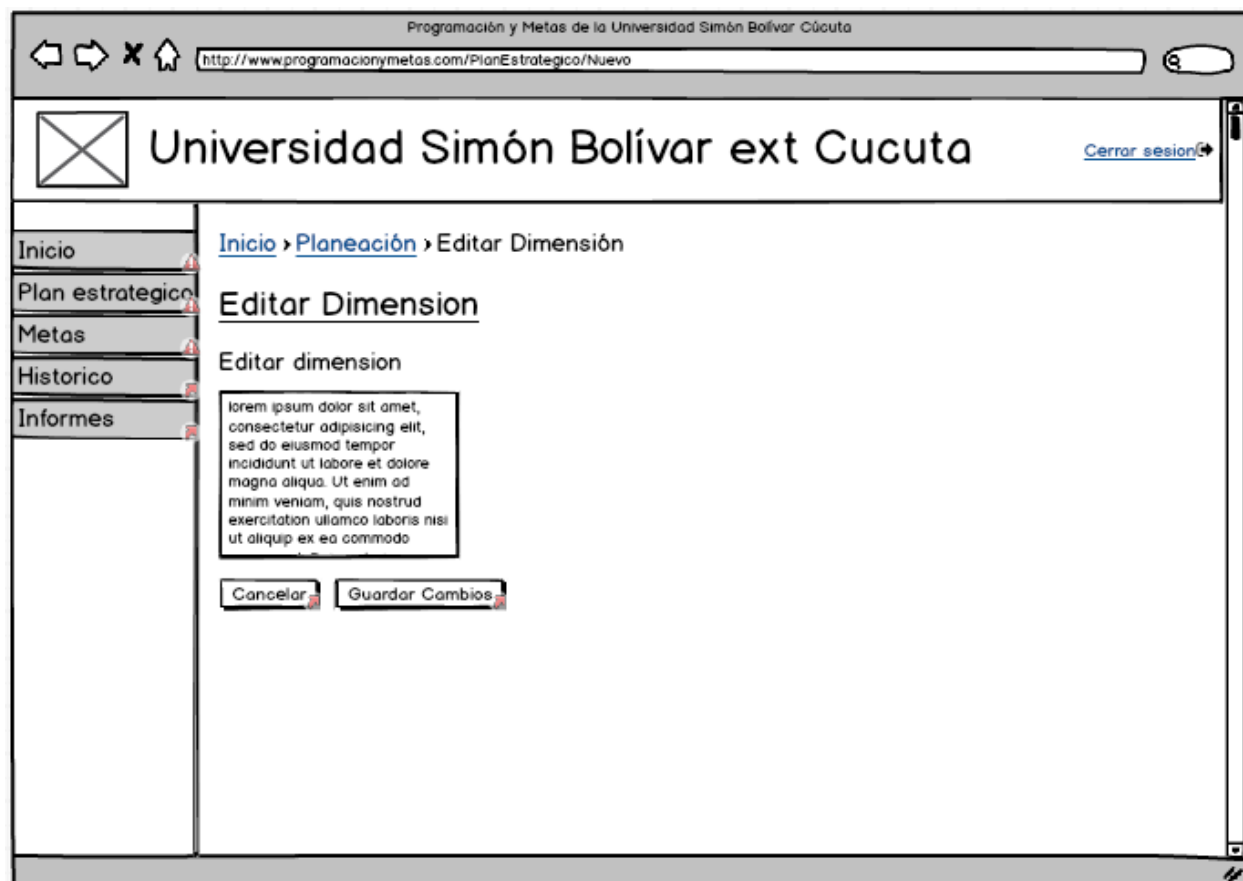 Programación y Metas de la Universidad Simón Bolívar Cúcuta
http://www.programacionymetas.com/PlanEstrategico/Nuevo
Universidad Simón Bolívar ext Cucuta
Cerrar sesion
Inicio
Plan estrategico
Metas
Historico
Informes
Inicio › Planeación › Editar Dimensión
Editar Dimension
Editar dimension
lorem ipsum dolor sit amet,
consectetur adipisicing elit,
sed do eiusmod tempor
incididunt ut labore et dolore
magna aliqua. Ut enim ad
minim veniam, quis nostrud
exercitation ullamco laboris nisi
ut aliquip ex ea commodo
Cancelar
Guardar Cambios